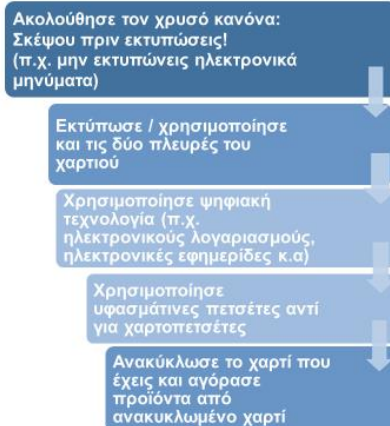 Ακολούθησε τον χρυσό κανόνα:
Σκέψου πριν εκτυπώσεις!
(π.χ. μην εκτυπώνεις ηλεκτρονικά
μηνύματα)
Εκτύπωσε / χρησιμοποίησε
και τις δύο πλευρές του
χαρτιού
Χρησιμοποίησε ψηφιακή
τεχνολογία (π.χ.
ηλεκτρονικούς λογαριασμούς,
ηλεκτρονικές εφημερίδες κ.α)
Χρησιμοποίησε
υφασμάτινες πετσέτες αντί
για χαρτοπετσέτες
Ανακύκλωσε το χαρτί που
έχεις και αγόρασε
προϊόντα από
ανακυκλωμένο χαρτί